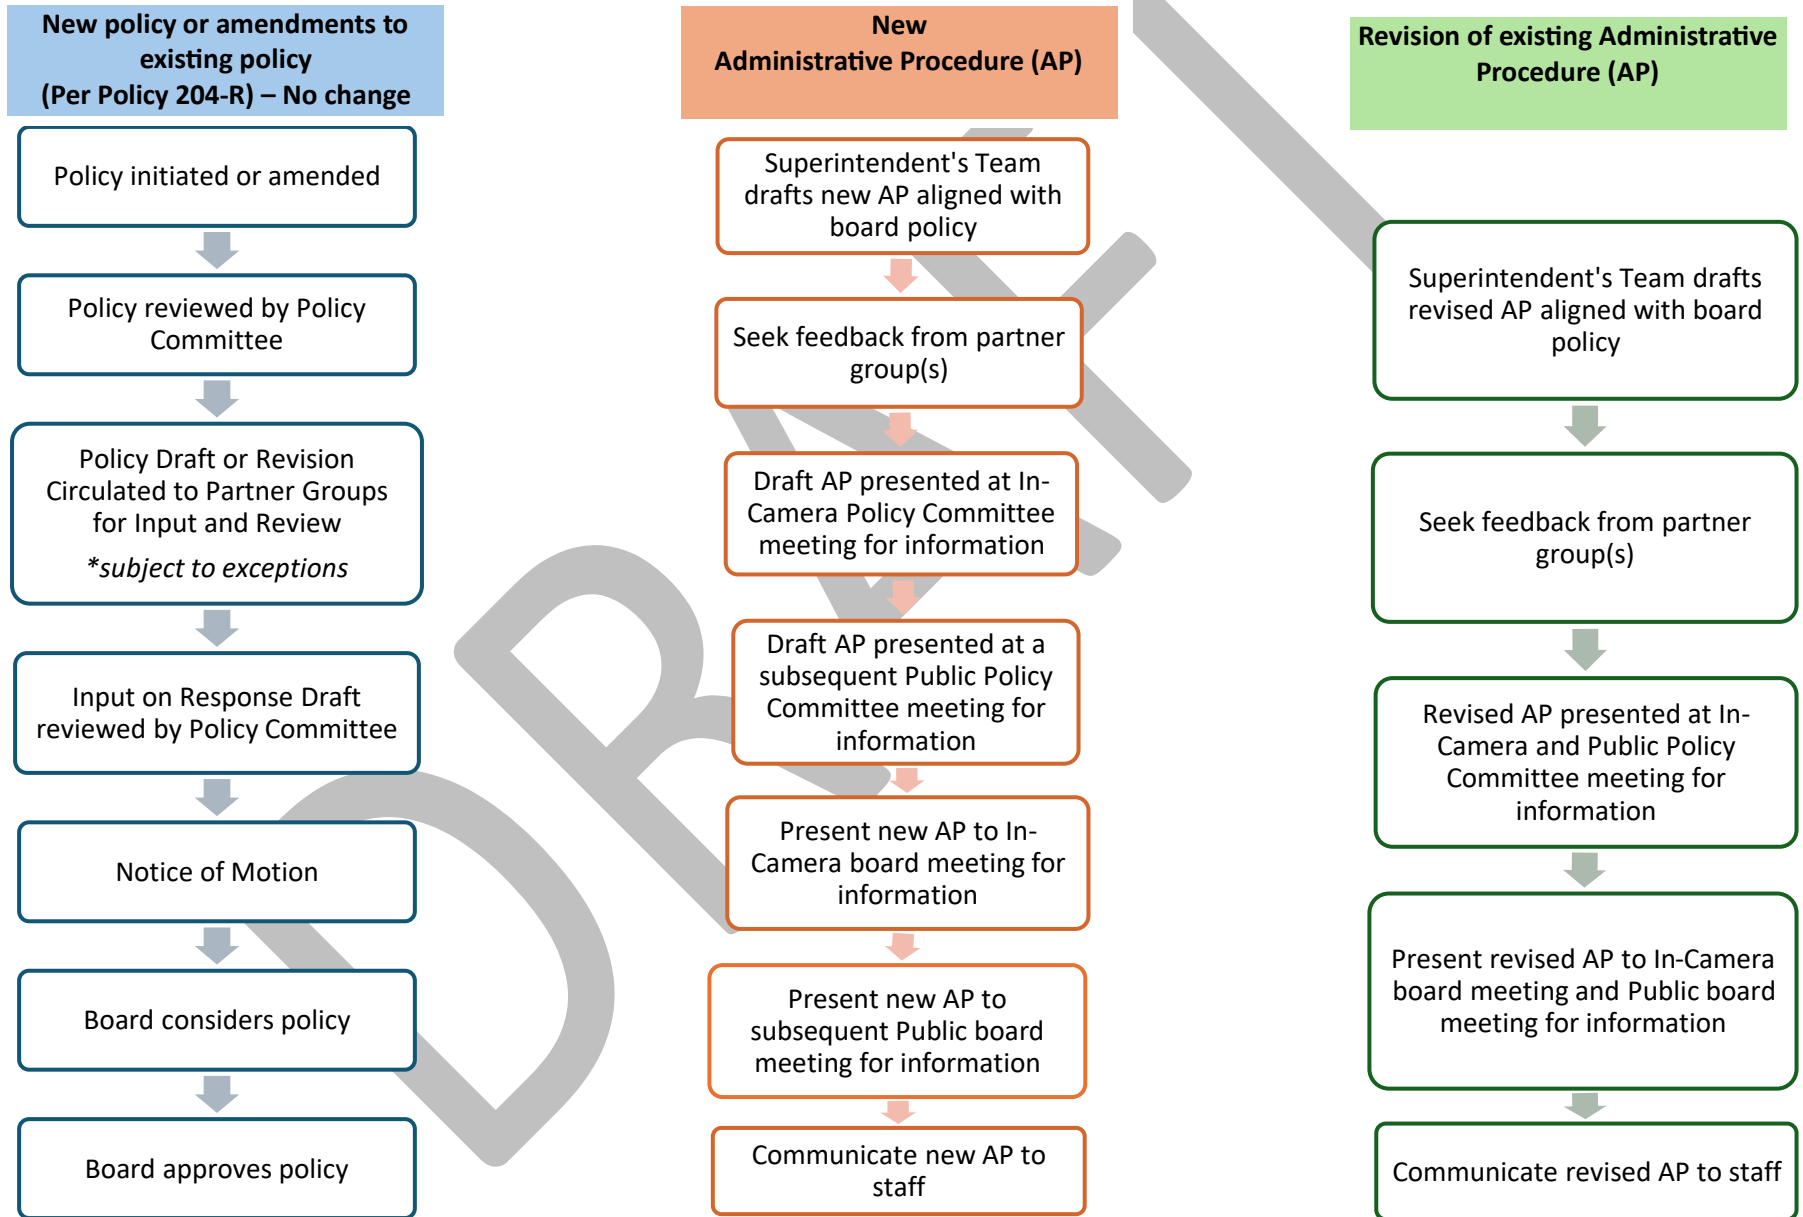 New policy or amendments to
existing policy
(Per Policy 204-R) – No change
Policy initiated or amended
Policy reviewed by Policy
Committee
Policy Draft or Revision
Circulated to Partner Groups
for Input and Review
*subject to exceptions
Input on Response Draft
reviewed by Policy Committee
Notice of Motion
Board considers policy
Board approves policy
New
Administrative Procedure (AP)
Superintendent's Team
drafts new AP aligned with
board policy
Seek feedback from partner
group(s)
Draft AP presented at In-
Camera Policy Committee
meeting for information
Draft AP presented at a
subsequent Public Policy
Committee meeting for
information
Present new AP to In-
Camera board meeting for
information
Present new AP to
subsequent Public board
meeting for information
Communicate new AP to
staff
Revision of existing Administrative
Procedure (AP)
Superintendent's Team drafts
revised AP aligned with board
policy
Seek feedback from partner
group(s)
Revised AP presented at In-
Camera and Public Policy
Committee meeting for
information
Present revised AP to In-Camera
board meeting and Public board
meeting for information
Communicate revised AP to staff
DRAFT